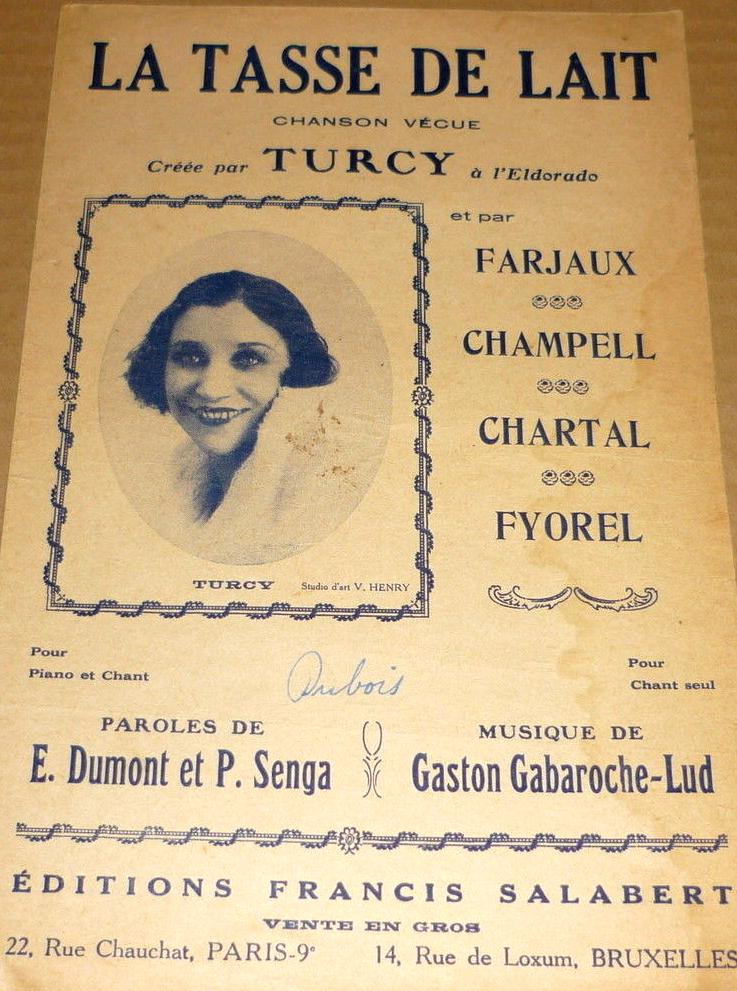 LA TASSE DE LAIT
CHANSON VÉCUE
Créée par TURCY à l'Eldorado
et par
FARJAUX
CHAMPELL
CHARTAL
FYOREL
TURCY Studio d'art V. HENRY
Pour
Piano et Chant
Dubois
Pour
Chant seul
PAROLES DE
E. Dumont et P. Senga
MUSIQUE DE
Gaston Gabaroche-Lud
ÉDITIONS FRANCIS SALABERT
VENTE EN GROS
22, Rue Chauchat, PARIS-9e 14, Rue de Loxum, BRUXELLES